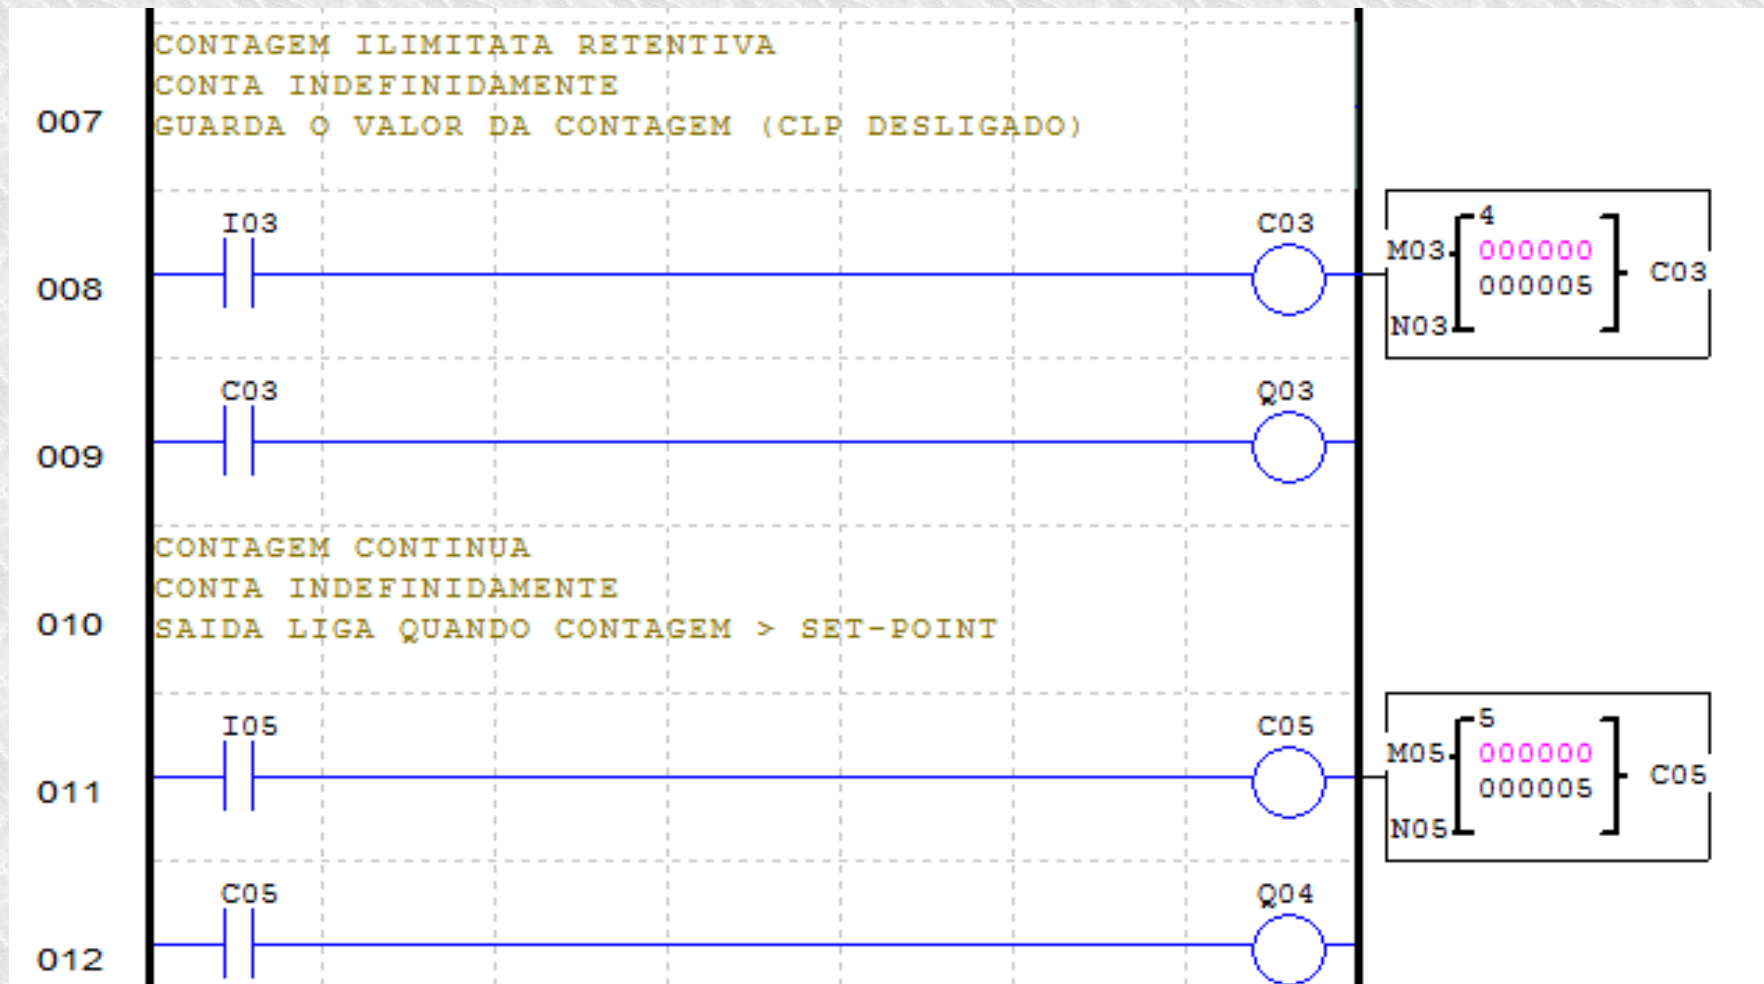 CONTAGEM ILIMITATA RETENTIVA
CONTA INDEFINIDAMENTE
007
GUARDA O VALOR DA CONTAGEM (CLP DESLIGADO)
I03
C03
4
M03
000000
008
C03
000005
N03
C03
Q03
009
CONTAGEM CONTINUA
CONTA INDEFINIDAMENTE
010
SAIDA LIGA QUANDO CONTAGEM > SET-POINT
I05
C05
5
M05
000000
011
C05
000005
N05
C05
Q04
012